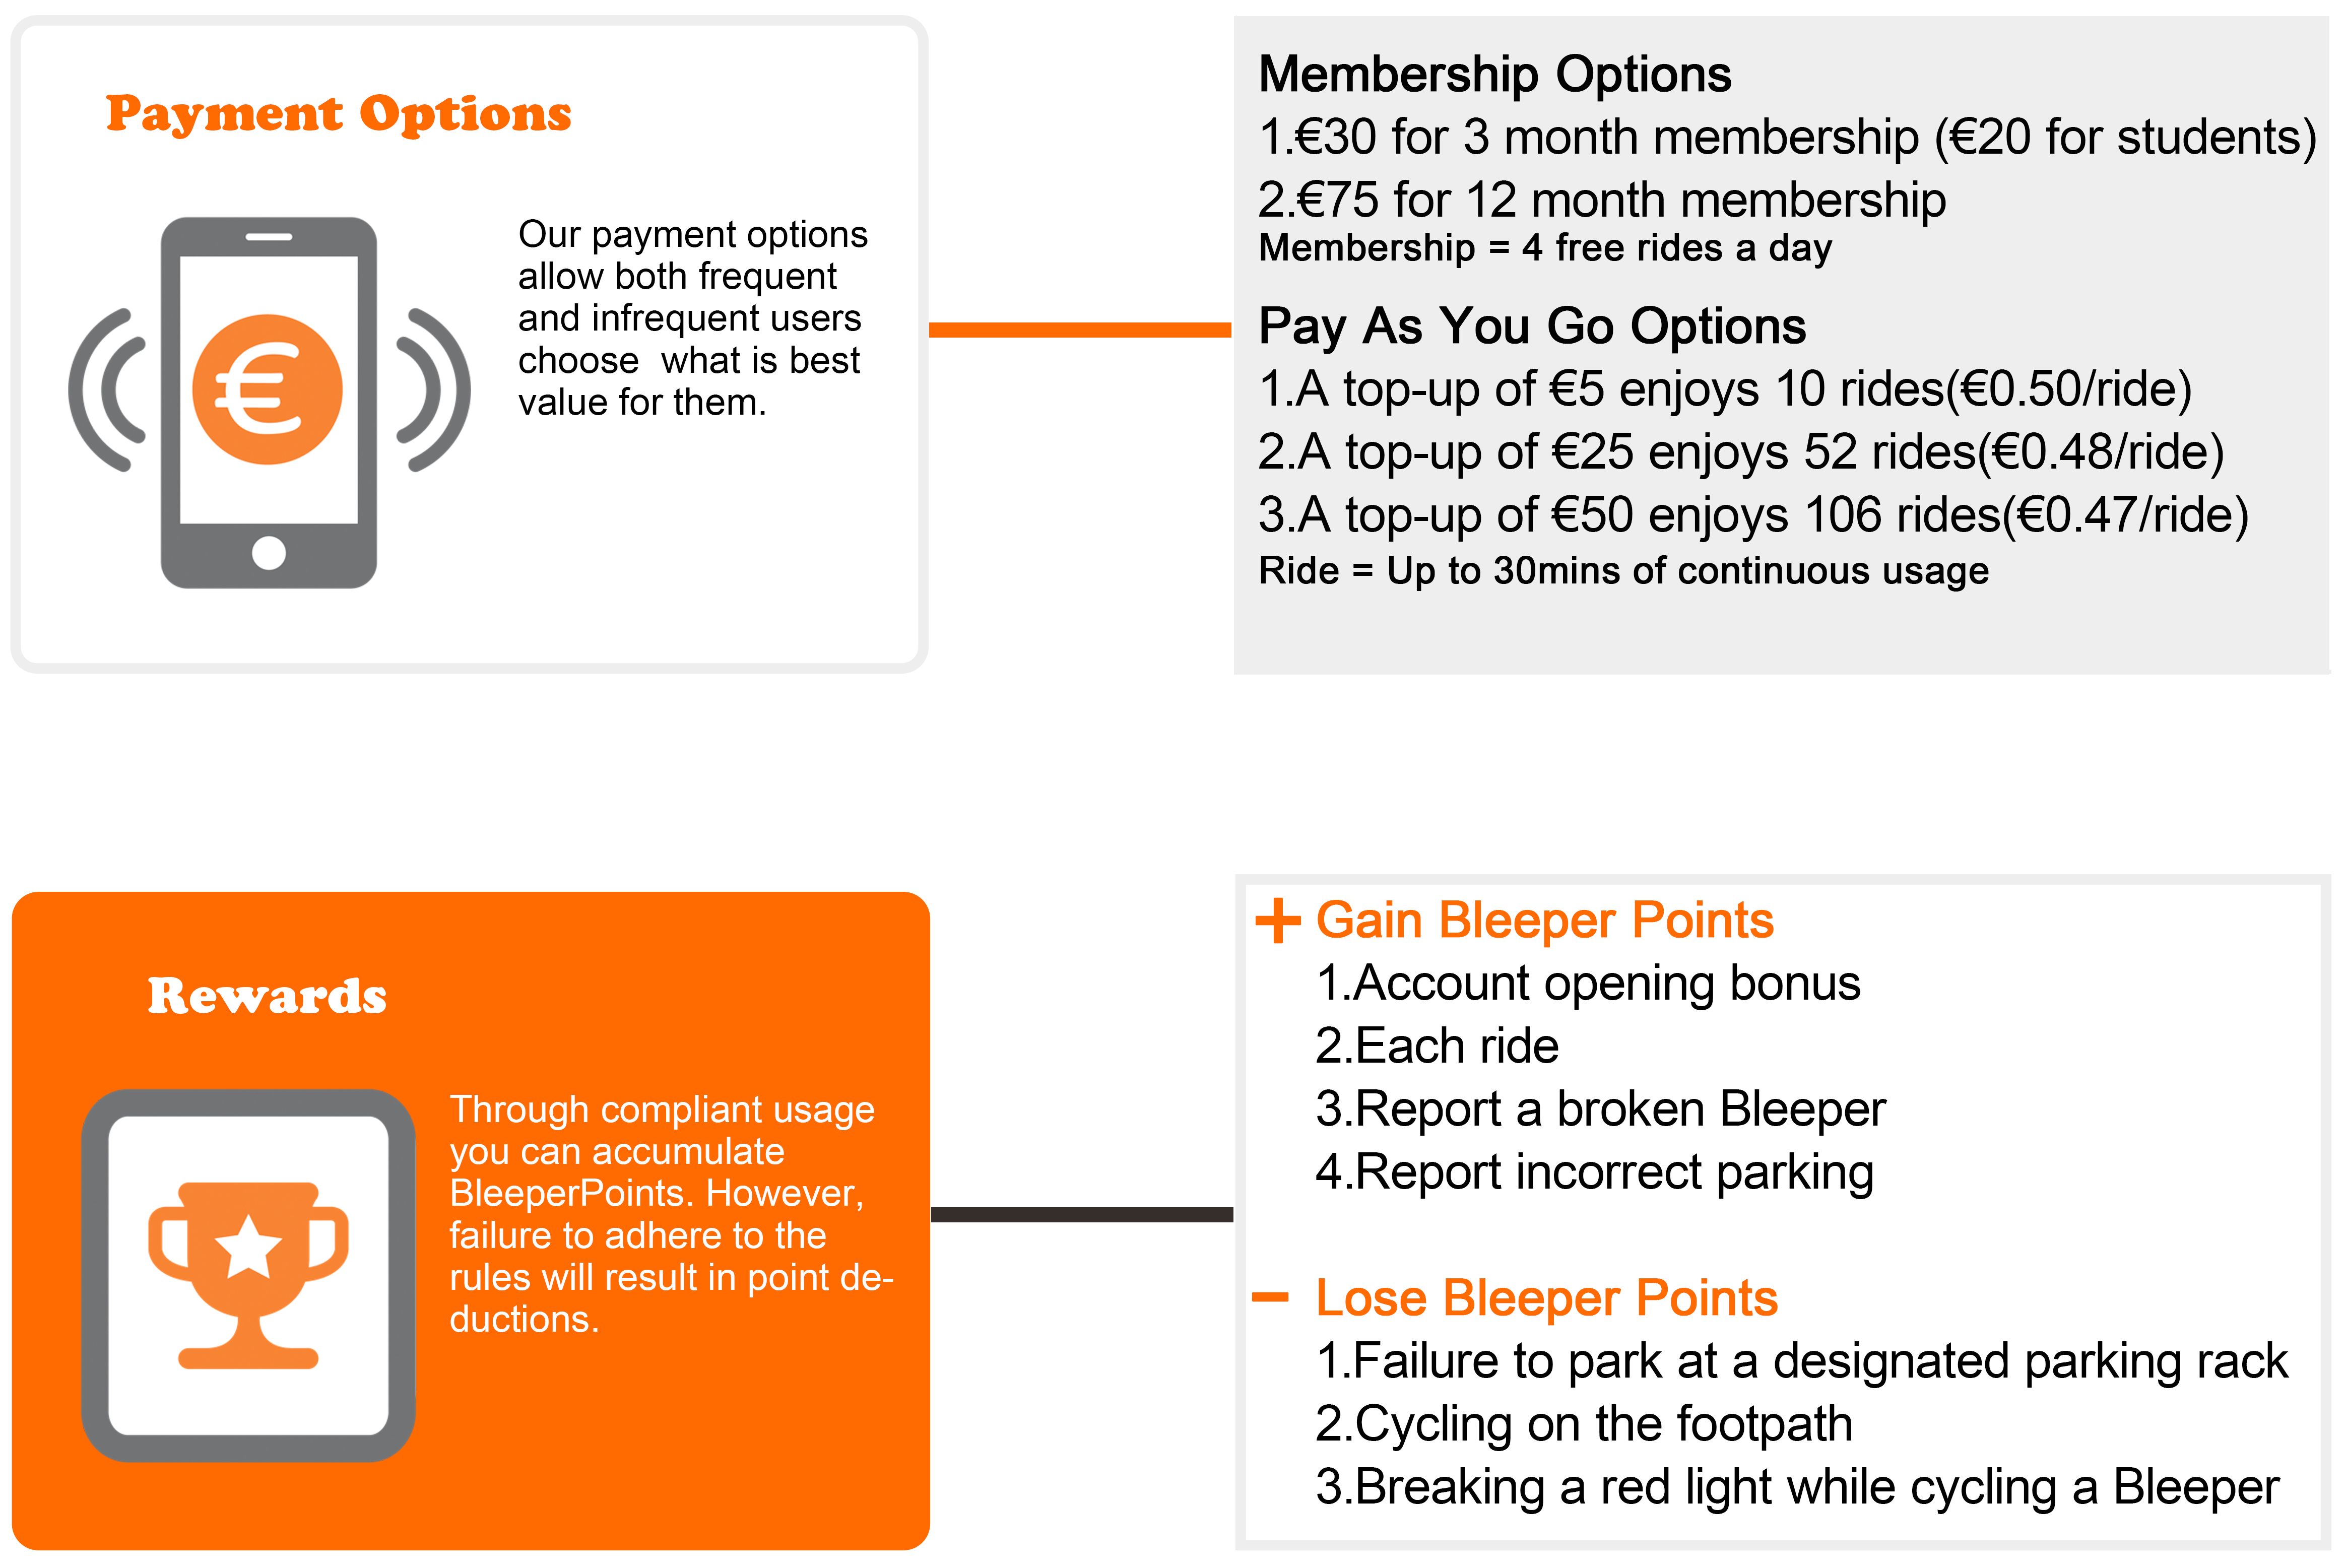 Payment Options
Our payment options
allow both frequent
and infrequent users
choose  what is best
value for them.
Membership Options
1.€30 for 3 month membership (€20 for students)
2.€75 for 12 month membership
Membership = 4 free rides a day
Pay As You Go Options
1.A top-up of €5 enjoys 10 rides(€0.50/ride)
2.A top-up of €25 enjoys 52 rides(€0.48/ride)
3.A top-up of €50 enjoys 106 rides(€0.47/ride)
Ride = Up to 30mins of continuous usage
€
Rewards
Through compliant usage
you can accumulate
BleeperPoints. However,
failure to adhere to the
rules will result in point de-
ductions.
+ Gain Bleeper Points
1.Account opening bonus
2.Each ride
3.Report a broken Bleeper
4.Report incorrect parking
- Lose Bleeper Points
1.Failure to park at a designated parking rack
2.Cycling on the footpath
3.Breaking a red light while cycling a Bleeper